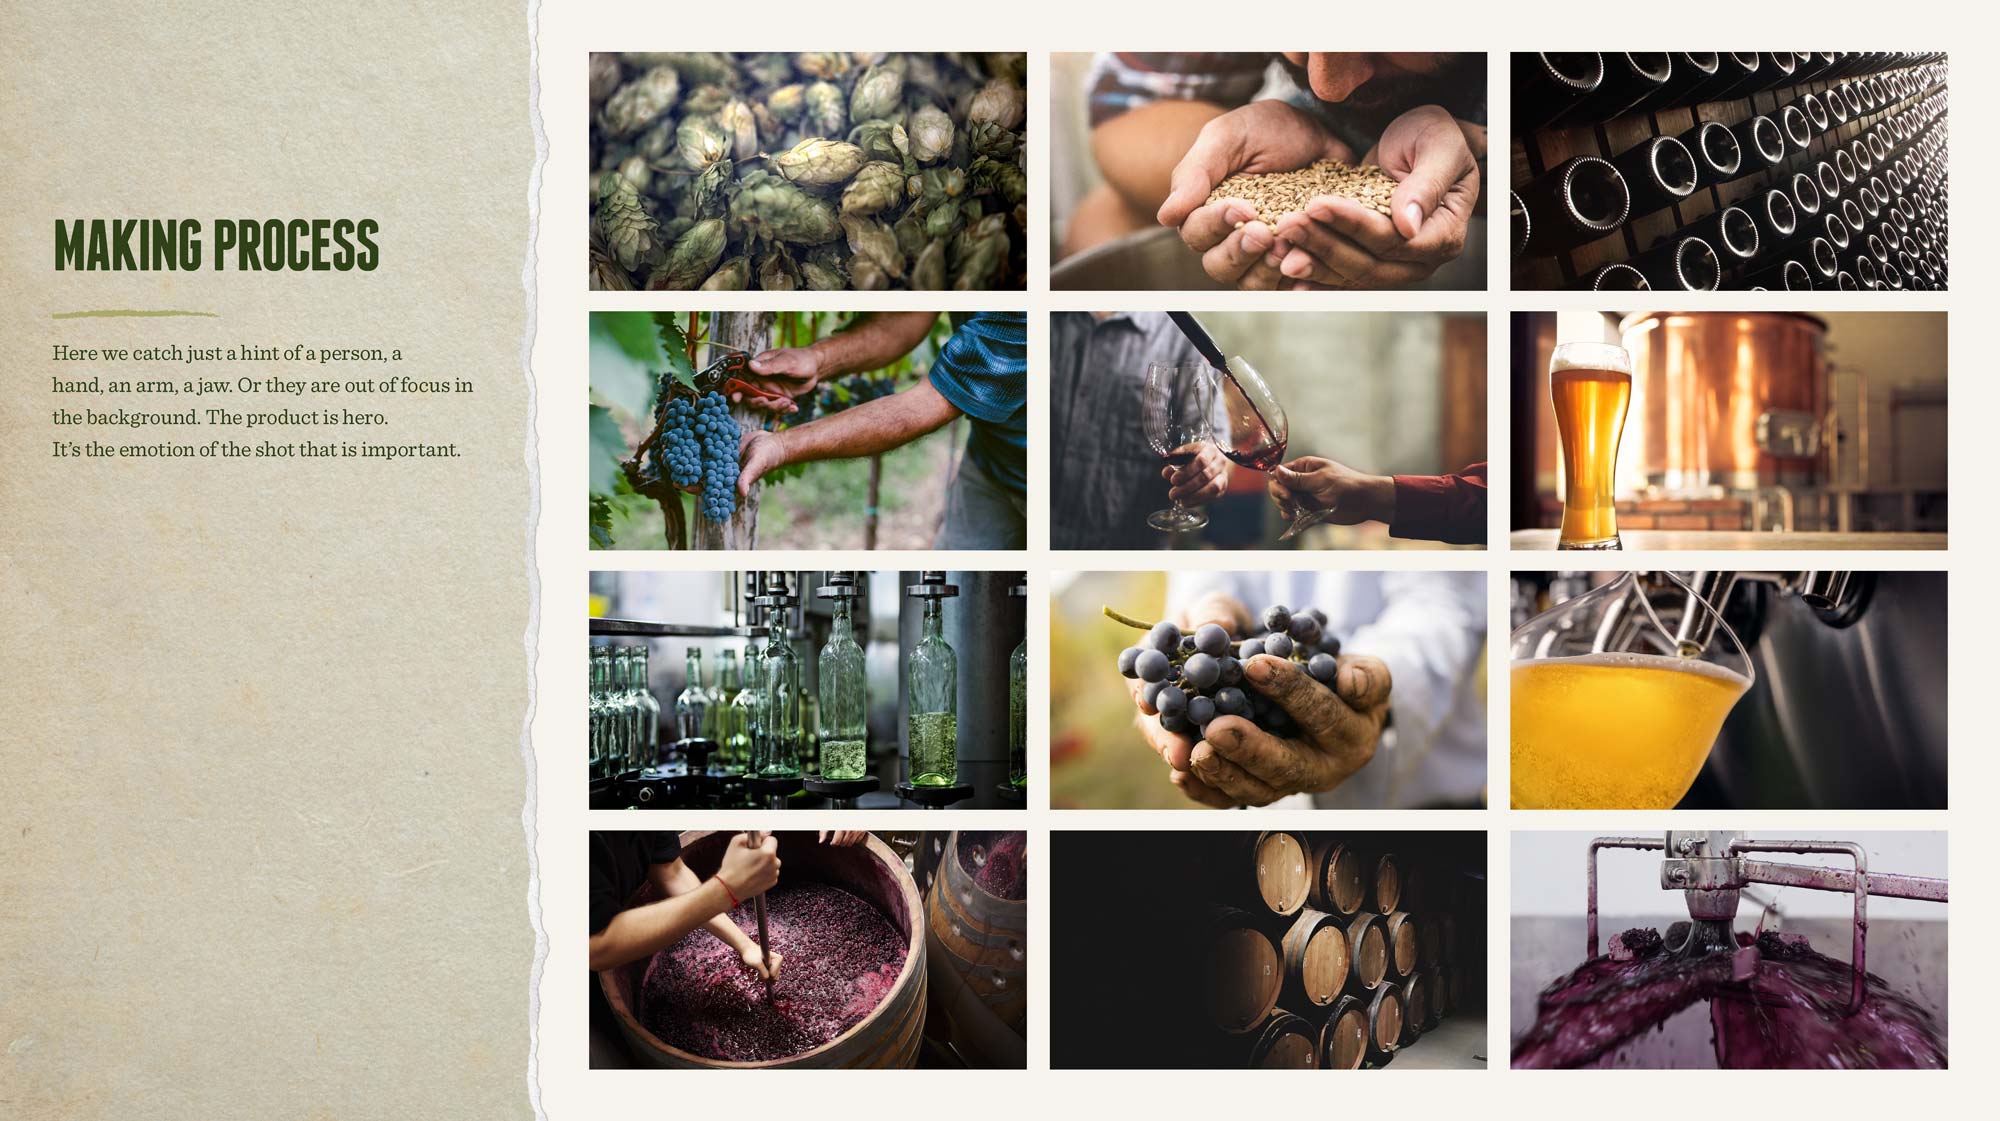 MAKING PROCESS
Here we catch just a hint of a person, a
hand, an arm, a jaw. Or they are out of focus in
the background. The product is hero.
It's the emotion of the shot that is important.